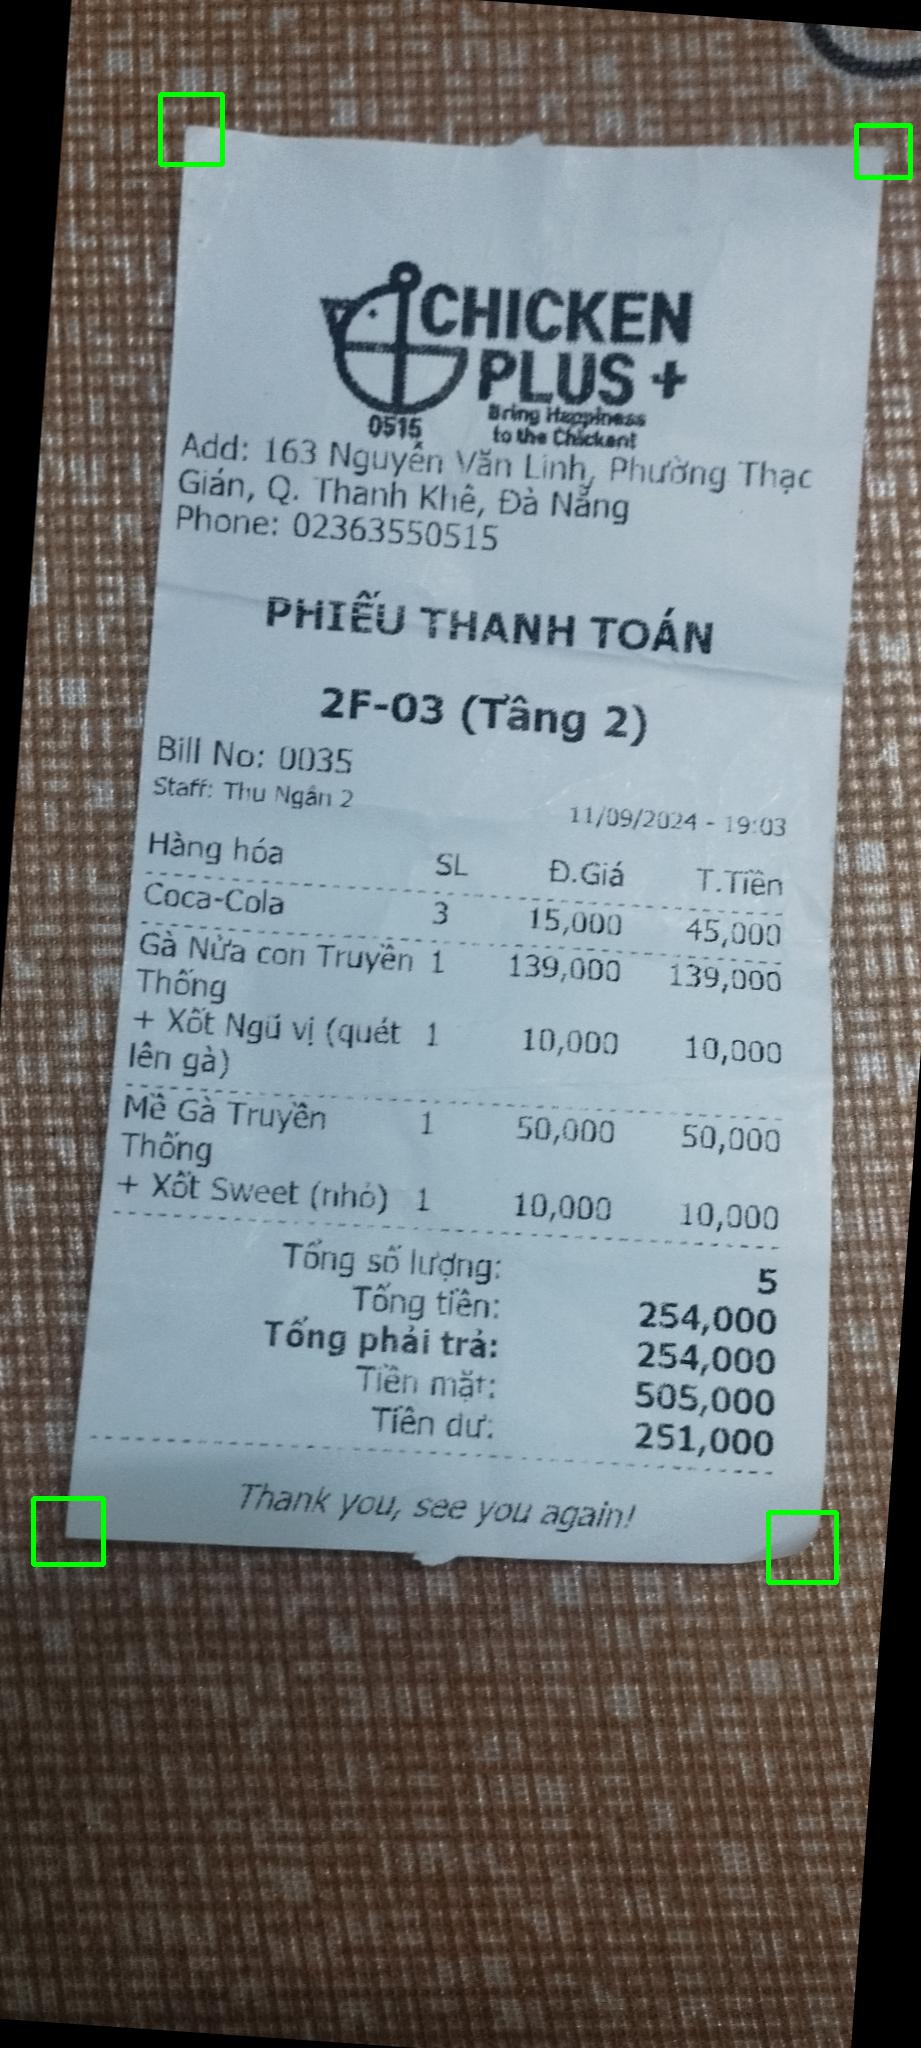 CHICKEN
PLUS +
Bring Happiness
to the Chicken!
0515
Add: 163 Nguyễn Văn Linh, Phường Thạc
Gián, Q. Thanh Khê, Đà Nẵng
Phone: 02363550515
PHIẾU THANH TOÁN
2F-03 (Tầng 2)
Bill No: 0035
Staff: Thu Ngân 2
11/09/2024 - 19:03
Hàng hóa SL Đ.Giá T.Tiền
Coca-Cola 3 15,000 45,000
Gà Nửa con Truyền 1 139,000 139,000
Thống
+ Xốt Ngũ vị (quét 1 10,000 10,000
lên gà)
Mề Gà Truyền 1 50,000 50,000
Thống
+ Xốt Sweet (nhỏ) 1 10,000 10,000
Tổng số lượng: 5
Tổng tiền: 254,000
Tổng phải trả: 254,000
Tiền mặt: 505,000
Tiền dư: 251,000
Thank you, see you again!